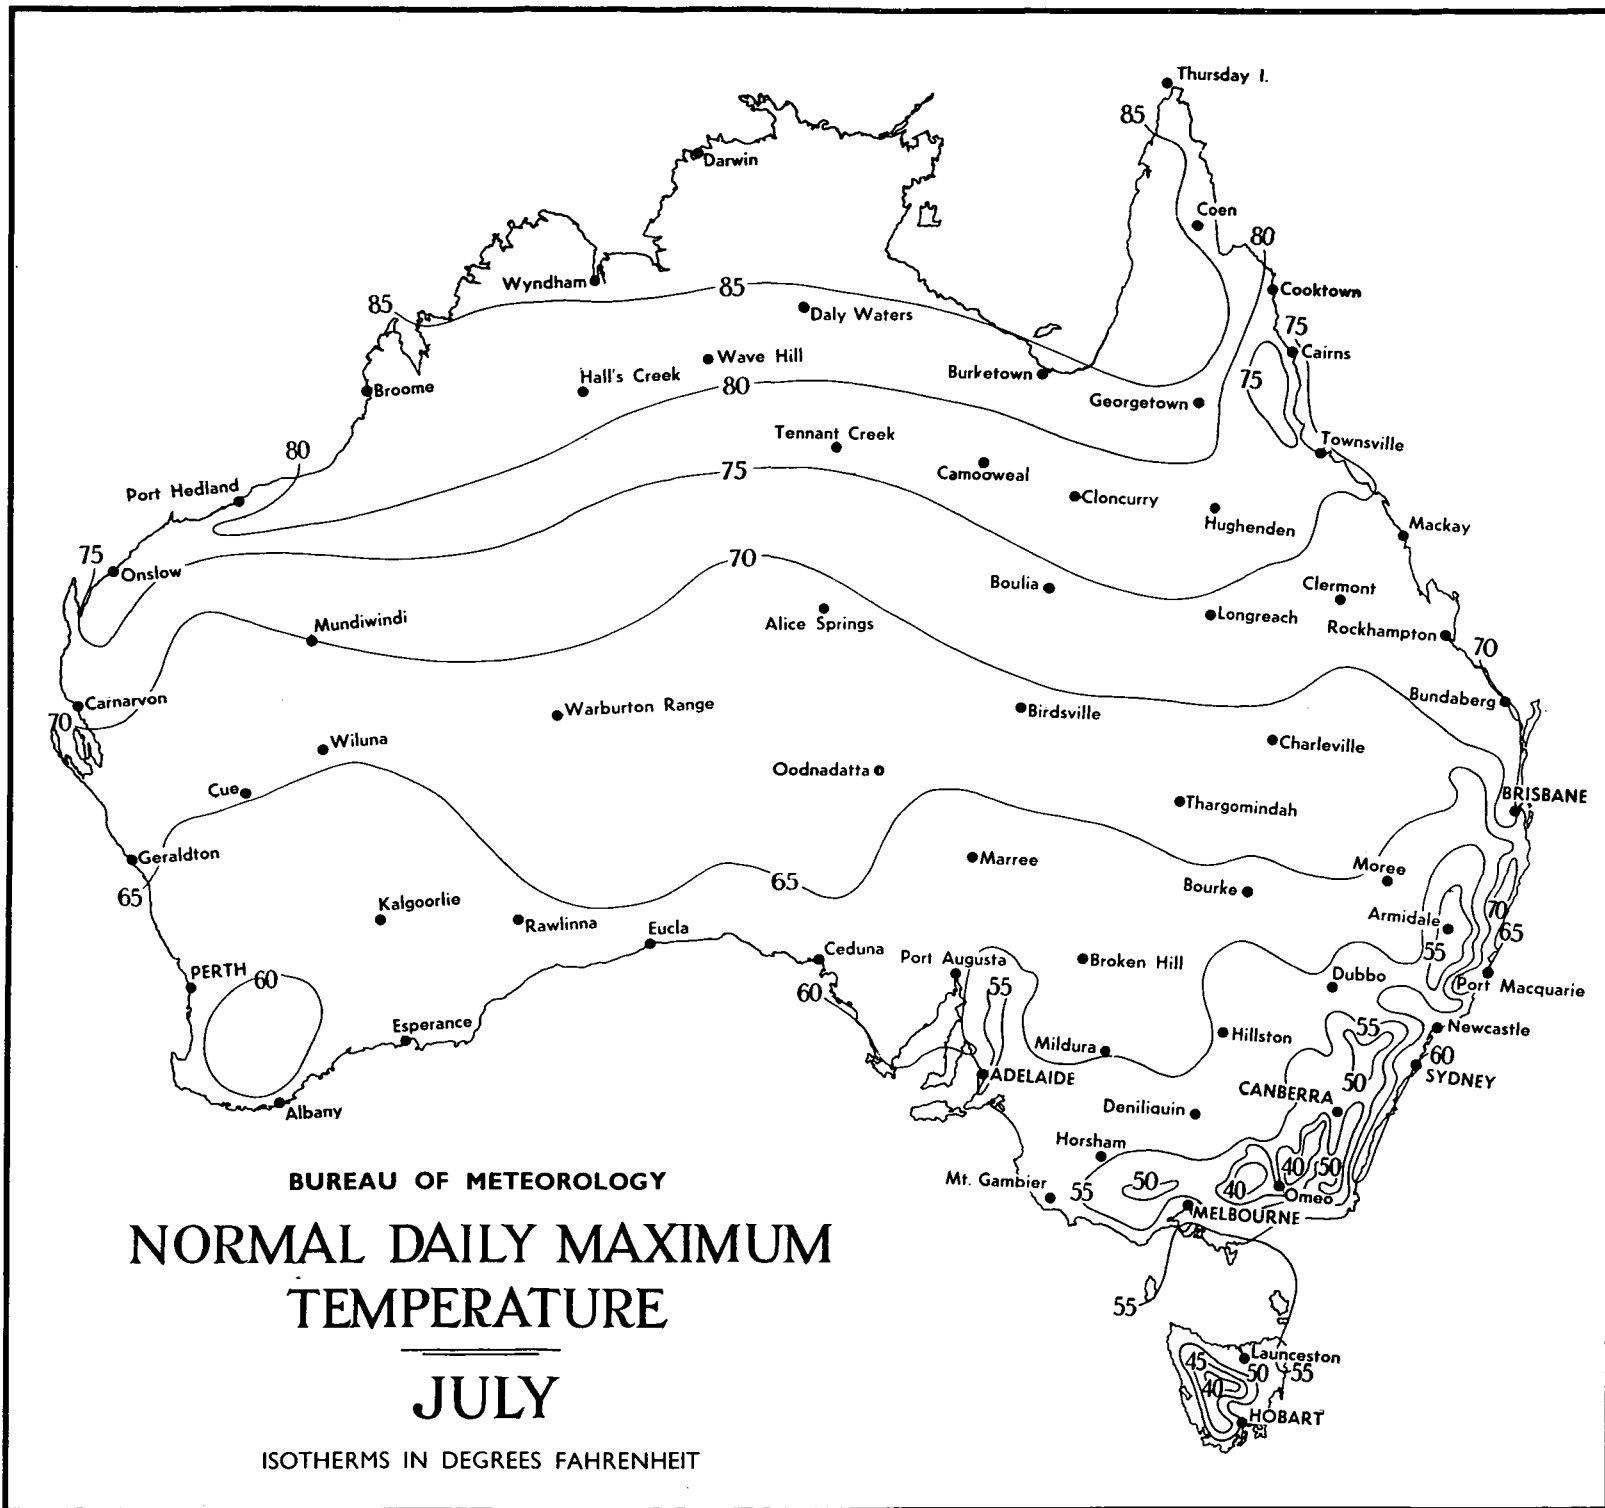 Thursday I.
85
Darwin
Coen
80
Wyndham
85
85
Cooktown
Daly Waters
75
Cairns
Wave Hill
Hall's Creek
Burketown
75
Broome
80
Georgetown
Tennant Creek
Townsville
80
Camooweal
75
Port Hedland
Cloncurry
Hughenden
Mackay
75
Onslow
70
Boulia
Clermont
Mundiwindi
Alice Springs
Longreach
Rockhampton
70
Carnarvon
Warburton Range
Birdsville
Bundaberg
70
Wiluna
Charleville
Oodnadatta
Cue
Thargomindah
BRISBANE
Geraldton
Marree
Moree
65
65
Bourke
Kalgoorlie
Rawlinna
Eucla
Armidale
70
65
55
Ceduna
Port Augusta
Broken Hill
PERTH
60
Dubbo
Port Macquarie
60
55
Esperance
Hillston
55
Newcastle
Mildura
60
SYDNEY
ADELAIDE
50
CANBERRA
Albany
Deniliquin
Horsham
40
50
Mt. Gambier
55
50
40
Omeo
MELBOURNE
BUREAU OF METEOROLOGY
NORMAL DAILY MAXIMUM
TEMPERATURE
JULY
ISOTHERMS IN DEGREES FAHRENHEIT
55
Launceston
45
50
55
40
HOBART